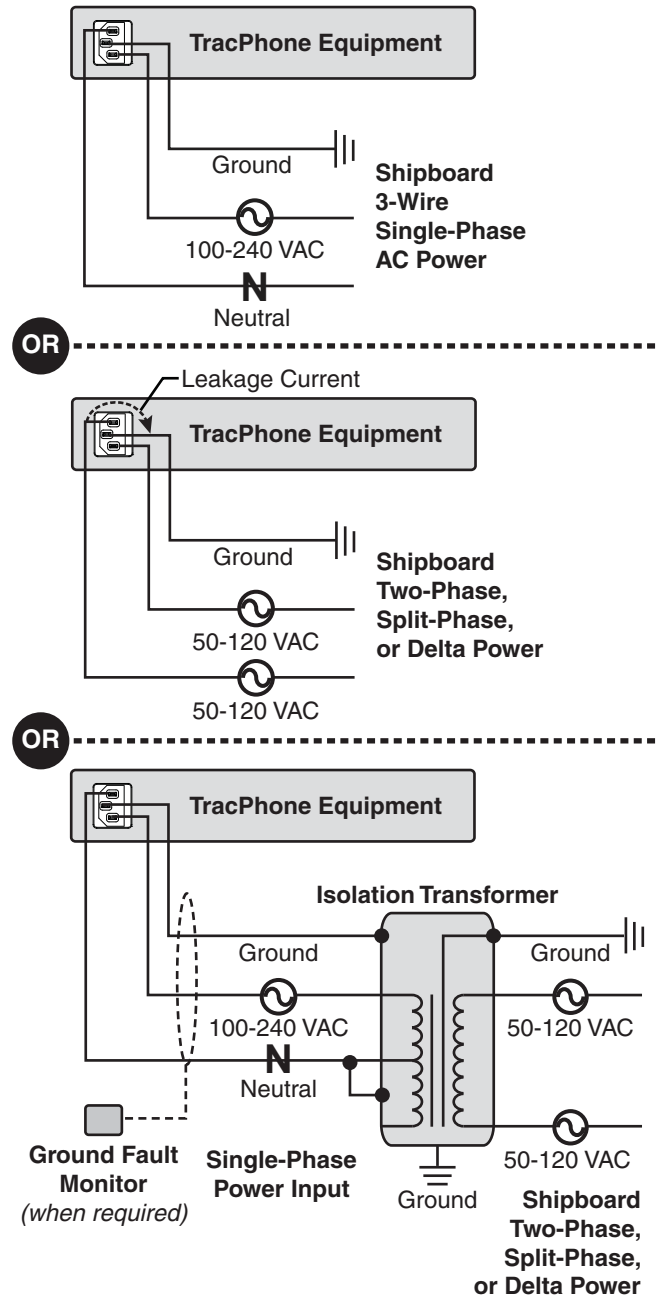 TracPhone Equipment
Ground
Shipboard
3-Wire
Single-Phase
AC Power
100-240 VAC
N
Neutral
OR
Leakage Current
TracPhone Equipment
Ground
Shipboard
Two-Phase,
Split-Phase,
or Delta Power
50-120 VAC
50-120 VAC
OR
TracPhone Equipment
Isolation Transformer
Ground
Ground
100-240 VAC
50-120 VAC
N
Neutral
Ground Fault
Monitor
(when required)
Single-Phase
Power Input
Ground
50-120 VAC
Shipboard
Two-Phase,
Split-Phase,
or Delta Power